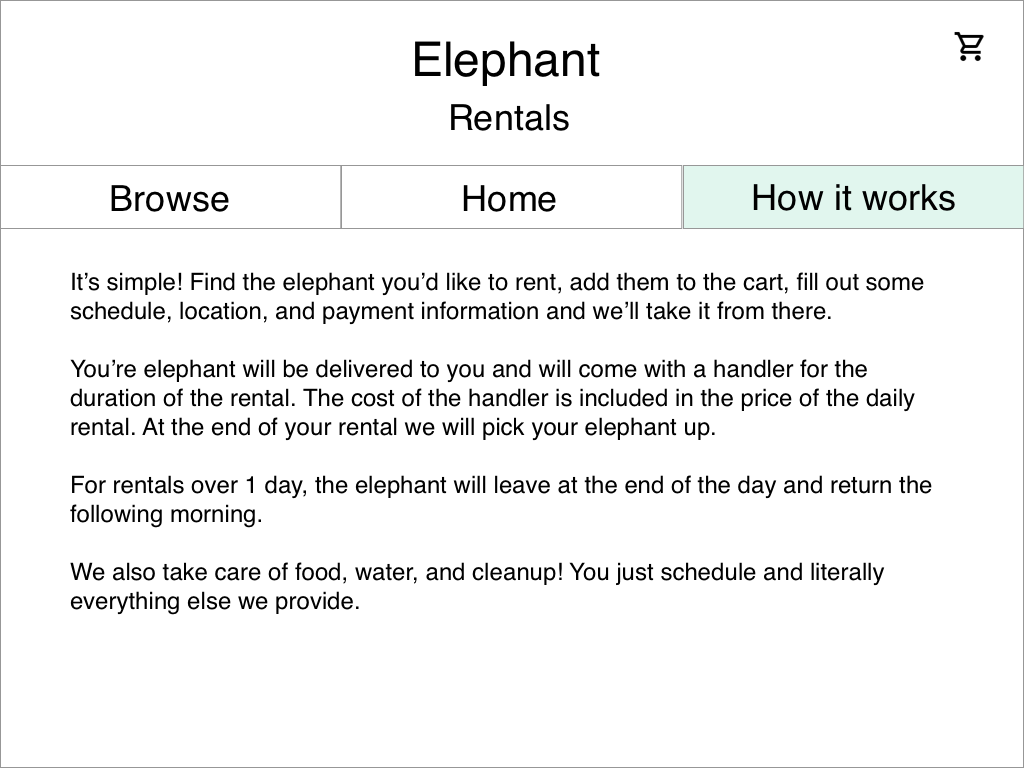 Elephant
Rentals
Browse
Home
How it works
It’s simple! Find the elephant you’d like to rent, add them to the cart, fill out some
schedule, location, and payment information and we’ll take it from there.
You’re elephant will be delivered to you and will come with a handler for the
duration of the rental. The cost of the handler is included in the price of the daily
rental. At the end of your rental we will pick your elephant up.
For rentals over 1 day, the elephant will leave at the end of the day and return the
following morning.
We also take care of food, water, and cleanup! You just schedule and literally
everything else we provide.